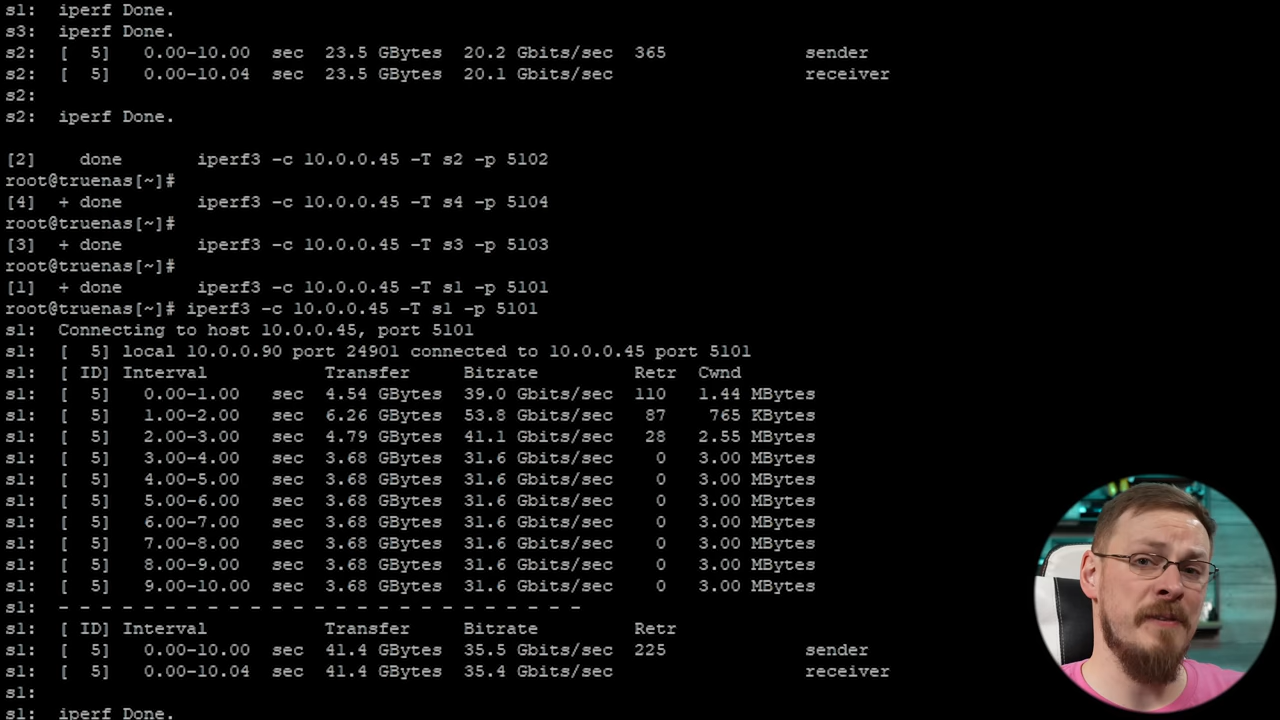 s1: iperf Done.
s3: iperf Done.
s2: [ 5] 0.00-10.00 sec 23.5 GBytes 20.2 Gbits/sec 365 sender
s2: [ 5] 0.00-10.04 sec 23.5 GBytes 20.1 Gbits/sec receiver
s2:
s2: iperf Done.
[2] done iperf3 -c 10.0.0.45 -T s2 -p 5102
root@truenas[~]#
[4] + done iperf3 -c 10.0.0.45 -T s4 -p 5104
root@truenas[~]#
[3] + done iperf3 -c 10.0.0.45 -T s3 -p 5103
root@truenas[~]#
[1] + done iperf3 -c 10.0.0.45 -T s1 -p 5101
root@truenas[~]# iperf3 -c 10.0.0.45 -T s1 -p 5101
s1: Connecting to host 10.0.0.45, port 5101
s1: [ 5] local 10.0.0.90 port 24901 connected to 10.0.0.45 port 5101
s1: [ ID] Interval Transfer Bitrate Retr Cwnd
s1: [ 5] 0.00-1.00 sec 4.54 GBytes 39.0 Gbits/sec 110 1.44 MBytes
s1: [ 5] 1.00-2.00 sec 6.26 GBytes 53.8 Gbits/sec 87 765 KBytes
s1: [ 5] 2.00-3.00 sec 4.79 GBytes 41.1 Gbits/sec 28 2.55 MBytes
s1: [ 5] 3.00-4.00 sec 3.68 GBytes 31.6 Gbits/sec 0 3.00 MBytes
s1: [ 5] 4.00-5.00 sec 3.68 GBytes 31.6 Gbits/sec 0 3.00 MBytes
s1: [ 5] 5.00-6.00 sec 3.68 GBytes 31.6 Gbits/sec 0 3.00 MBytes
s1: [ 5] 6.00-7.00 sec 3.68 GBytes 31.6 Gbits/sec 0 3.00 MBytes
s1: [ 5] 7.00-8.00 sec 3.68 GBytes 31.6 Gbits/sec 0 3.00 MBytes
s1: [ 5] 8.00-9.00 sec 3.68 GBytes 31.6 Gbits/sec 0 3.00 MBytes
s1: [ 5] 9.00-10.00 sec 3.68 GBytes 31.6 Gbits/sec 0 3.00 MBytes
s1: - - - - - - - - - - - - - - - - - - - - - - - - -
s1: [ ID] Interval Transfer Bitrate Retr
s1: [ 5] 0.00-10.00 sec 41.4 GBytes 35.5 Gbits/sec 225 sender
s1: [ 5] 0.00-10.04 sec 41.4 GBytes 35.4 Gbits/sec receiver
s1:
s1: iperf Done.